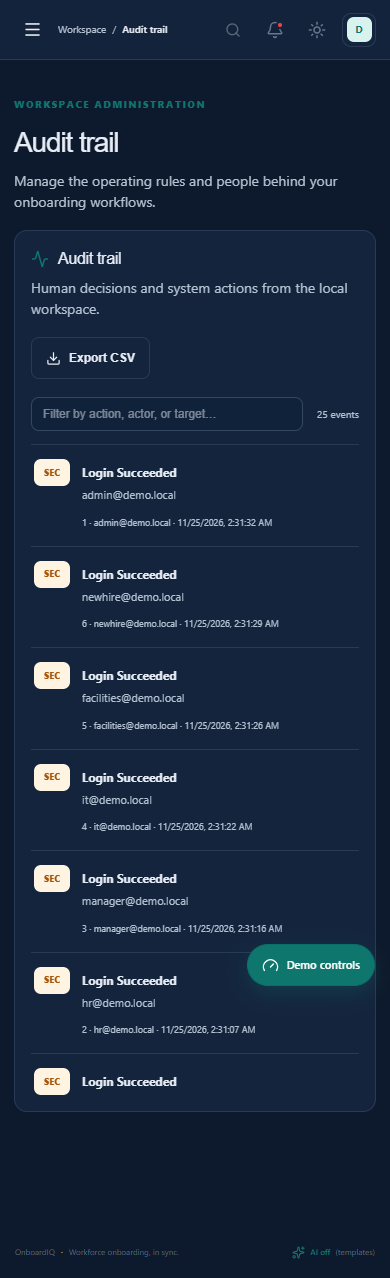 Workspace / Audit trail
D
WORKSPACE ADMINISTRATION
Audit trail
Manage the operating rules and people behind your
onboarding workflows.
Audit trail
Human decisions and system actions from the local
workspace.
Export CSV
Filter by action, actor, or target...
25 events
SEC
Login Succeeded
admin@demo.local
1 · admin@demo.local · 11/25/2026, 2:31:32 AM
SEC
Login Succeeded
newhire@demo.local
6 · newhire@demo.local · 11/25/2026, 2:31:29 AM
SEC
Login Succeeded
facilities@demo.local
5 · facilities@demo.local · 11/25/2026, 2:31:26 AM
SEC
Login Succeeded
it@demo.local
4 · it@demo.local · 11/25/2026, 2:31:22 AM
SEC
Login Succeeded
manager@demo.local
3 · manager@demo.local · 11/25/2026, 2:31:16 AM
Demo controls
SEC
Login Succeeded
hr@demo.local
2 · hr@demo.local · 11/25/2026, 2:31:07 AM
SEC
Login Succeeded
OnboardIQ · Workforce onboarding, in sync.
AI off (templates)